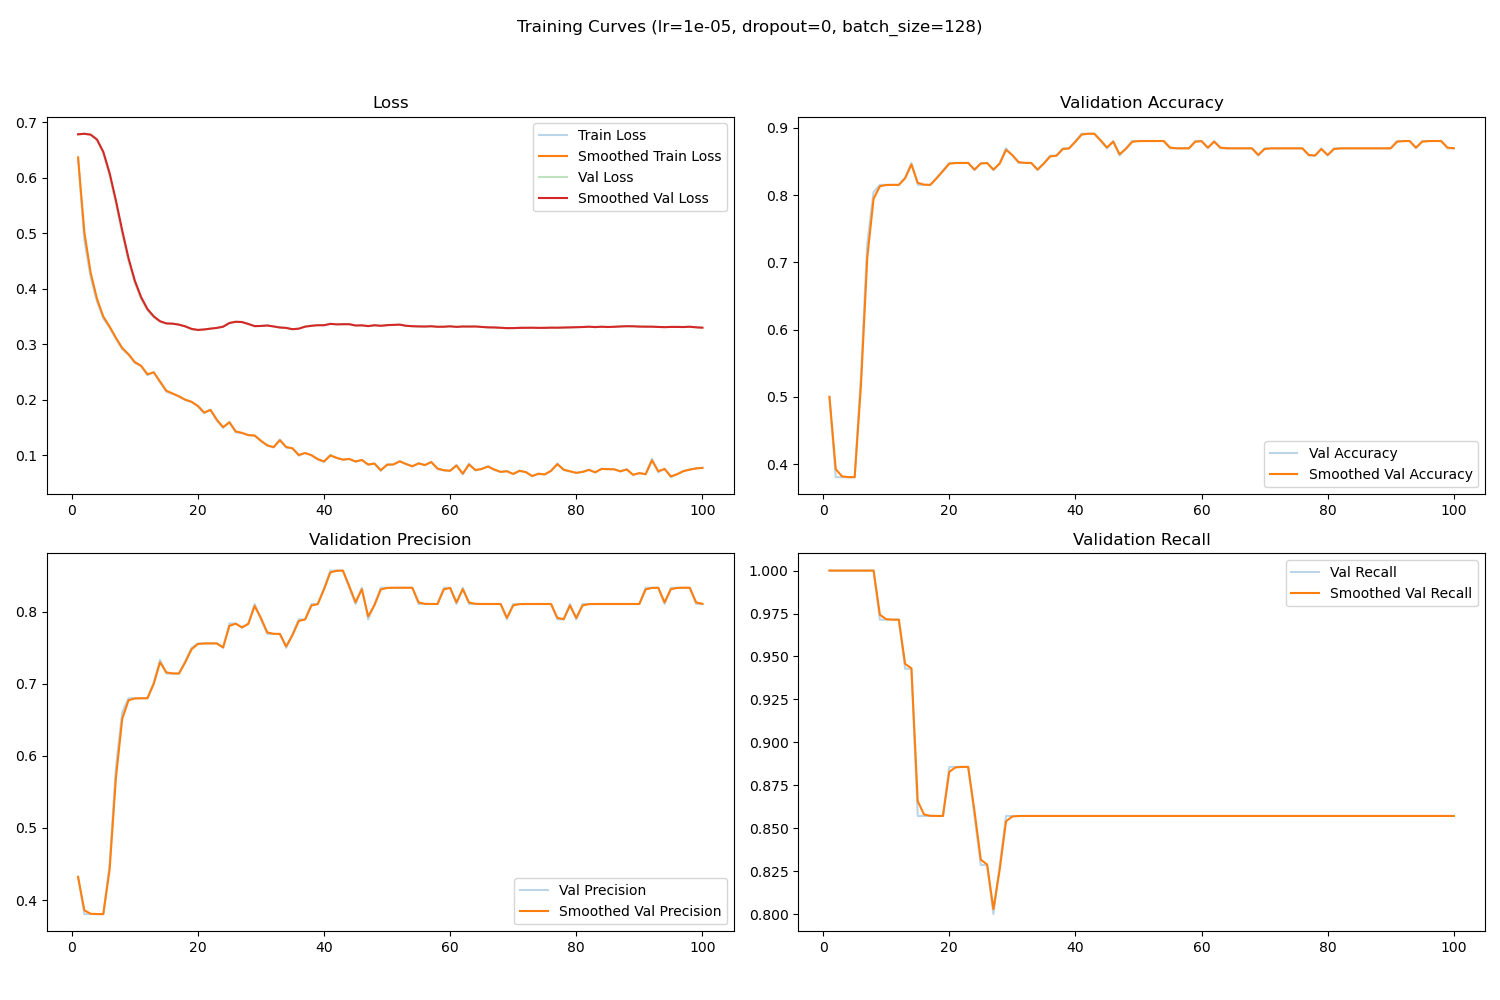 Training Curves (lr=1e-05, dropout=0, batch_size=128)
Loss
0.7
0.6
0.5
0.4
0.3
0.2
0.1
0 20 40 60 80 100
Train Loss
Smoothed Train Loss
Val Loss
Smoothed Val Loss
Validation Accuracy
0.9
0.8
0.7
0.6
0.5
0.4
0 20 40 60 80 100
Val Accuracy
Smoothed Val Accuracy
Validation Precision
0.8
0.7
0.6
0.5
0.4
0 20 40 60 80 100
Val Precision
Smoothed Val Precision
Validation Recall
1.000
0.975
0.950
0.925
0.900
0.875
0.850
0.825
0.800
0 20 40 60 80 100
Val Recall
Smoothed Val Recall